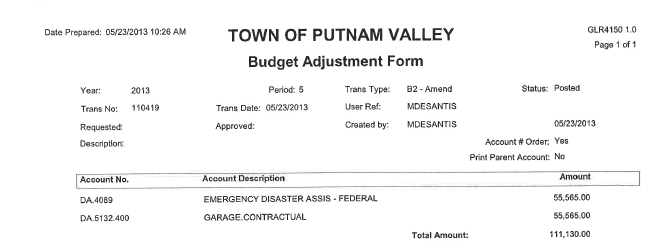 Date Prepared: 05/23/2013 10:26 AM TOWN OF PUTNAM VALLEY GLR4150 1.0
Page 1 of 1
Budget Adjustment Form
Year: 2013 Period: 5 Trans Type: B2 - Amend Status: Posted
Trans No: 110419 Trans Date: 05/23/2013 User Ref: MDESANTIS
Requested: Approved: Created by: MDESANTIS 05/23/2013
Description: Account # Order: Yes
Print Parent Account: No
Account No. Account Description Amount
DA.4089 EMERGENCY DISASTER ASSIS - FEDERAL 55,565.00
DA.5132.400 GARAGE.CONTRACTUAL 55,565.00
Total Amount: 111,130.00